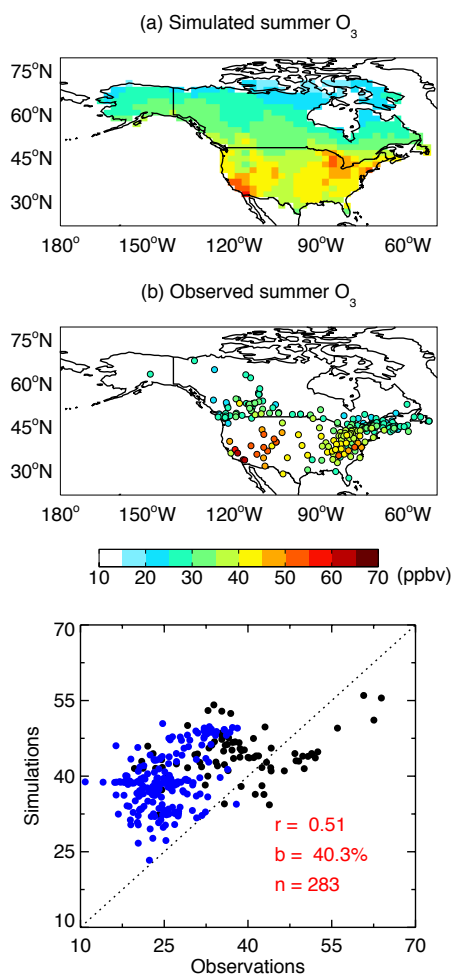 (a) Simulated summer O₃
75°N
60°N
45°N
30°N
180° 150°W 120°W 90°W 60°W
(b) Observed summer O₃
75°N
60°N
45°N
30°N
180° 150°W 120°W 90°W 60°W
10 20 30 40 50 60 70 (ppbv)
70
55
40
25
10
Simulations
r = 0.51
b = 40.3%
n = 283
10 25 40 55 70
Observations